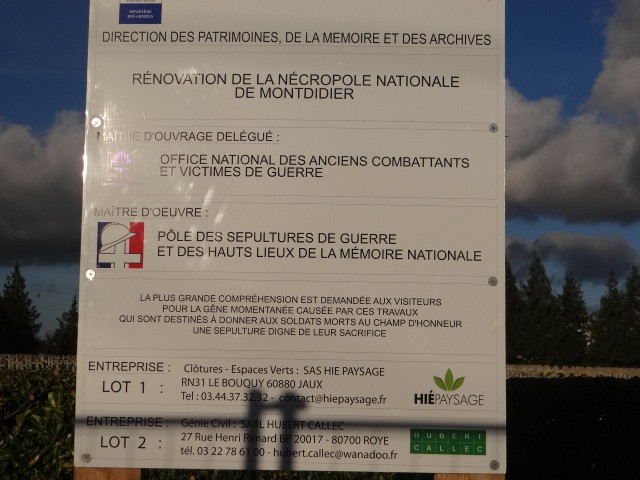 MINISTÈRE
DES ARMÉES
DIRECTION DES PATRIMOINES, DE LA MEMOIRE ET DES ARCHIVES
RÉNOVATION DE LA NÉCROPOLE NATIONALE
DE MONTDIDIER
MAÎTRE D'OUVRAGE DELÉGUÉ :
OFFICE NATIONAL DES ANCIENS COMBATTANTS
ET VICTIMES DE GUERRE
MAÎTRE D'OEUVRE :
PÔLE DES SEPULTURES DE GUERRE
ET DES HAUTS LIEUX DE LA MÉMOIRE NATIONALE
LA PLUS GRANDE COMPRÉHENSION EST DEMANDÉE AUX VISITEURS
POUR LA GÊNE MOMENTANÉE CAUSÉE PAR CES TRAVAUX
QUI SONT DESTINÉS À DONNER AUX SOLDATS MORTS AU CHAMP D'HONNEUR
UNE SEPULTURE DIGNE DE LEUR SACRIFICE
ENTREPRISE :
LOT 1 :
Clôtures - Espaces Verts : SAS HIE PAYSAGE
RN31 LE BOUQUY 60880 JAUX
Tel : 03.44.37.32.32 - contact@hiepaysage.fr
HIÉPAYSAGE
ENTREPRISE :
LOT 2 :
Génie Civil : SARL HUBERT CALLEC
27 Rue Henri Renard BP 20017 - 80700 ROYE
tél. 03 22 78 61 00 - hubert.callec@wanadoo.fr
HUBERT
CALLEC